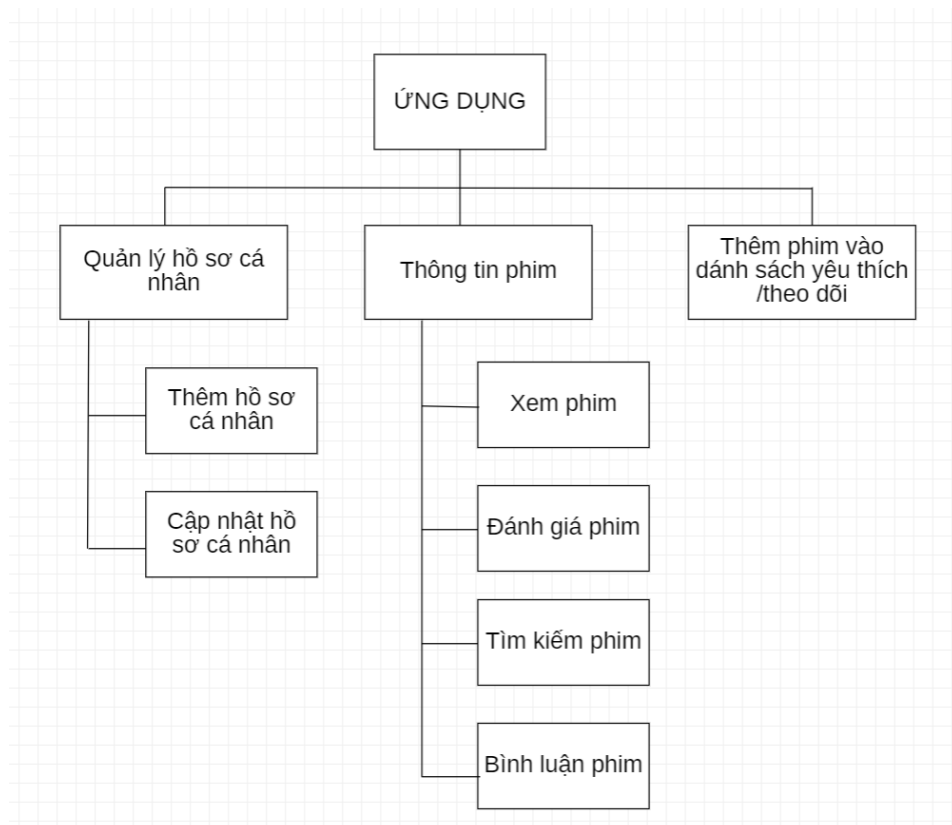 ỨNG DỤNG
Quản lý hồ sơ cá
nhân
Thông tin phim
Thêm phim vào
dánh sách yêu thích
/theo dõi
Thêm hồ sơ
cá nhân
Cập nhật hồ
sơ cá nhân
Xem phim
Đánh giá phim
Tìm kiếm phim
Bình luận phim